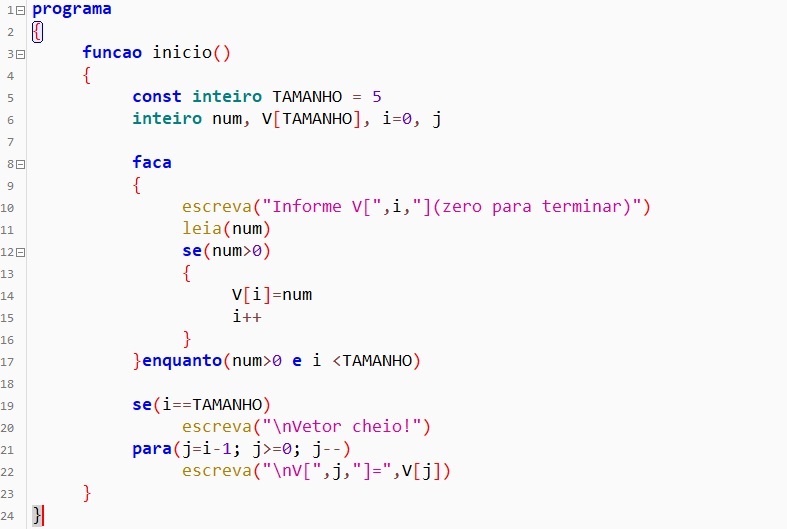 1 programa
2 {
3 funcao inicio()
4 {
5 const inteiro TAMANHO = 5
6 inteiro num, V[TAMANHO], i=0, j
7
8 faca
9 {
10 escreva("Informe V[",i,"](zero para terminar)")
11 leia(num)
12 se(num>0)
13 {
14 V[i]=num
15 i++
16 }
17 }enquanto(num>0 e i <TAMANHO)
18
19 se(i==TAMANHO)
20 escreva("\nVetor cheio!")
21 para(j=i-1; j>=0; j--)
22 escreva("\nV[",j,"]=",V[j])
23 }
24 }